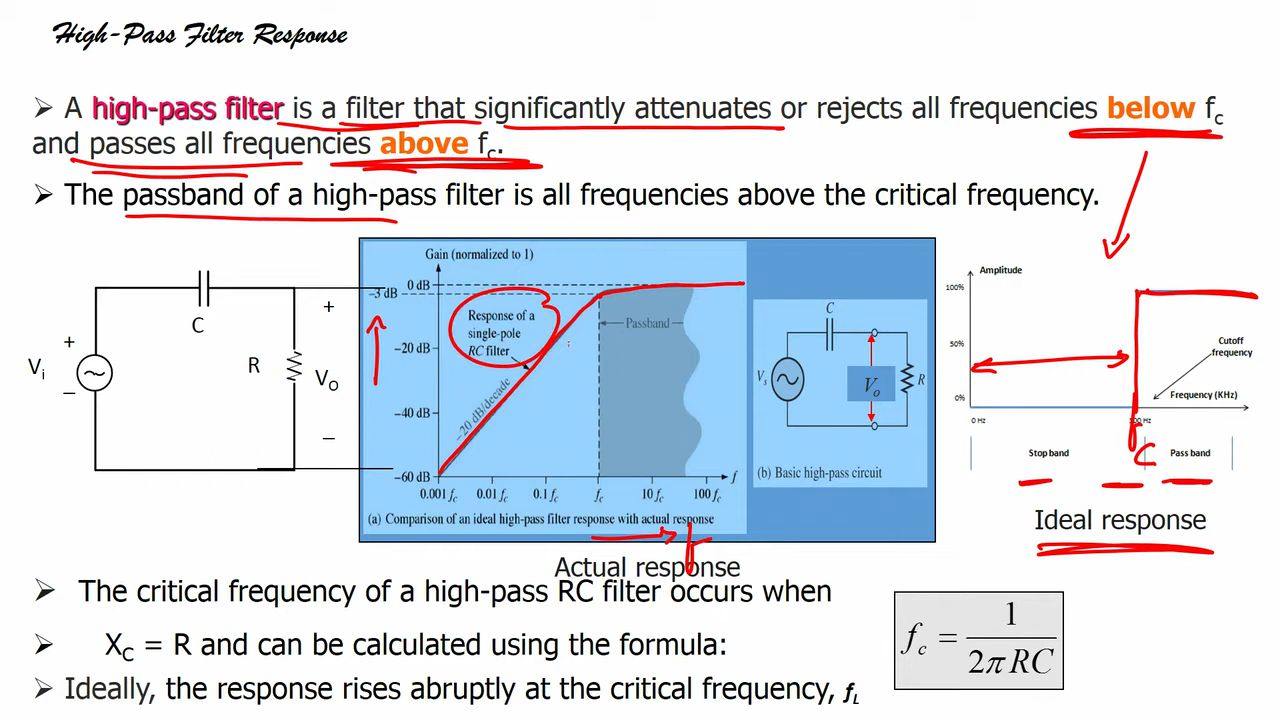 High-Pass Filter Response
➢ A high-pass filter is a filter that significantly attenuates or rejects all frequencies below fc
and passes all frequencies above fc.
➢ The passband of a high-pass filter is all frequencies above the critical frequency.
C
R
+
Vi
–
+
VO
–
Gain (normalized to 1)
0 dB
–3 dB
–20 dB
–40 dB
–60 dB
Response of a
single-pole
RC filter
–20 dB/decade
Passband
0.001 fc 0.01 fc 0.1 fc fc 10 fc 100 fc
f
(a) Comparison of an ideal high-pass filter response with actual response
f
C
Vs
Vo
R
(b) Basic high-pass circuit
Amplitude
100%
50%
0%
Cutoff
frequency
Frequency (KHz)
0 Hz
fc
Stop band
Pass band
Ideal response
Actual response
➢ The critical frequency of a high-pass RC filter occurs when
➢ XC = R and can be calculated using the formula:
fc = 1 / 2πRC
➢ Ideally, the response rises abruptly at the critical frequency, fL